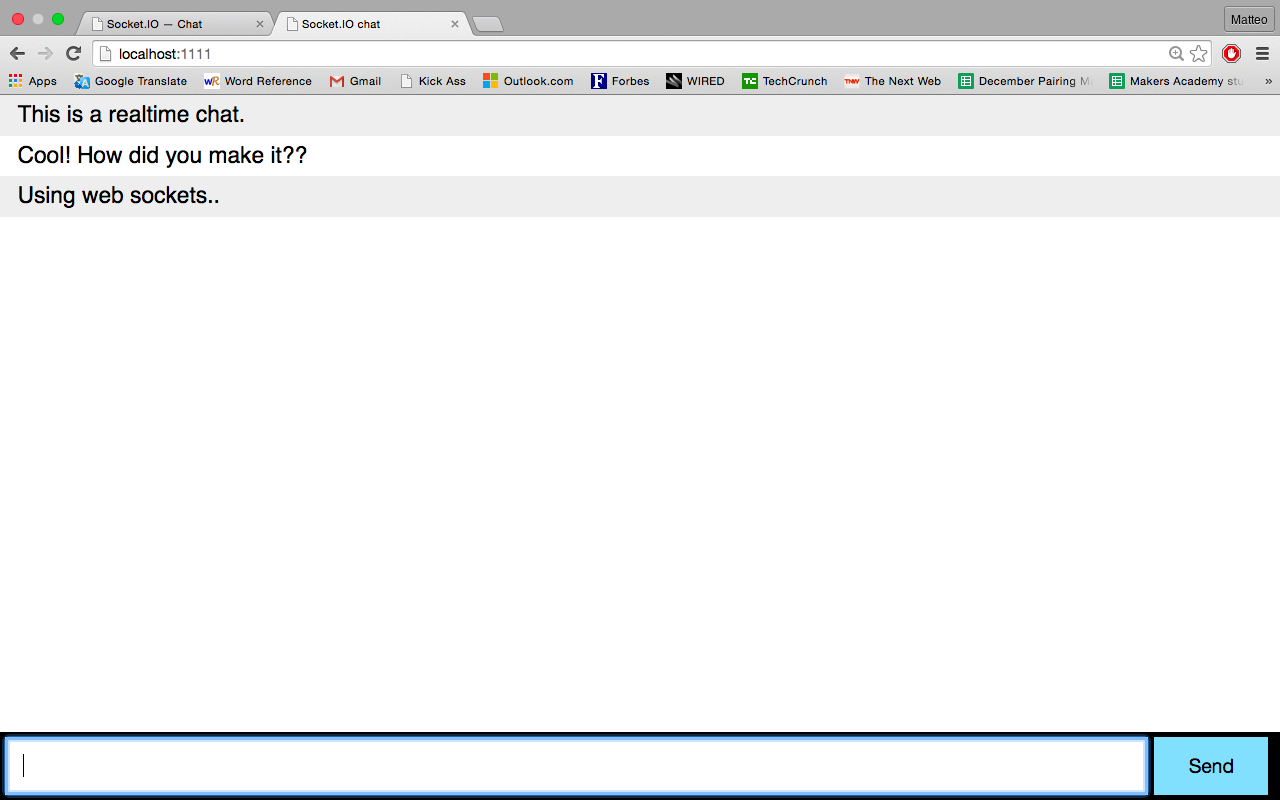 Socket.IO — Chat
Socket.IO chat
Matteo
localhost:1111
Apps
Google Translate
Word Reference
Gmail
Kick Ass
Outlook.com
Forbes
WIRED
TechCrunch
The Next Web
December Pairing
Makers Academy stu
»
This is a realtime chat.
Cool! How did you make it??
Using web sockets..
Send